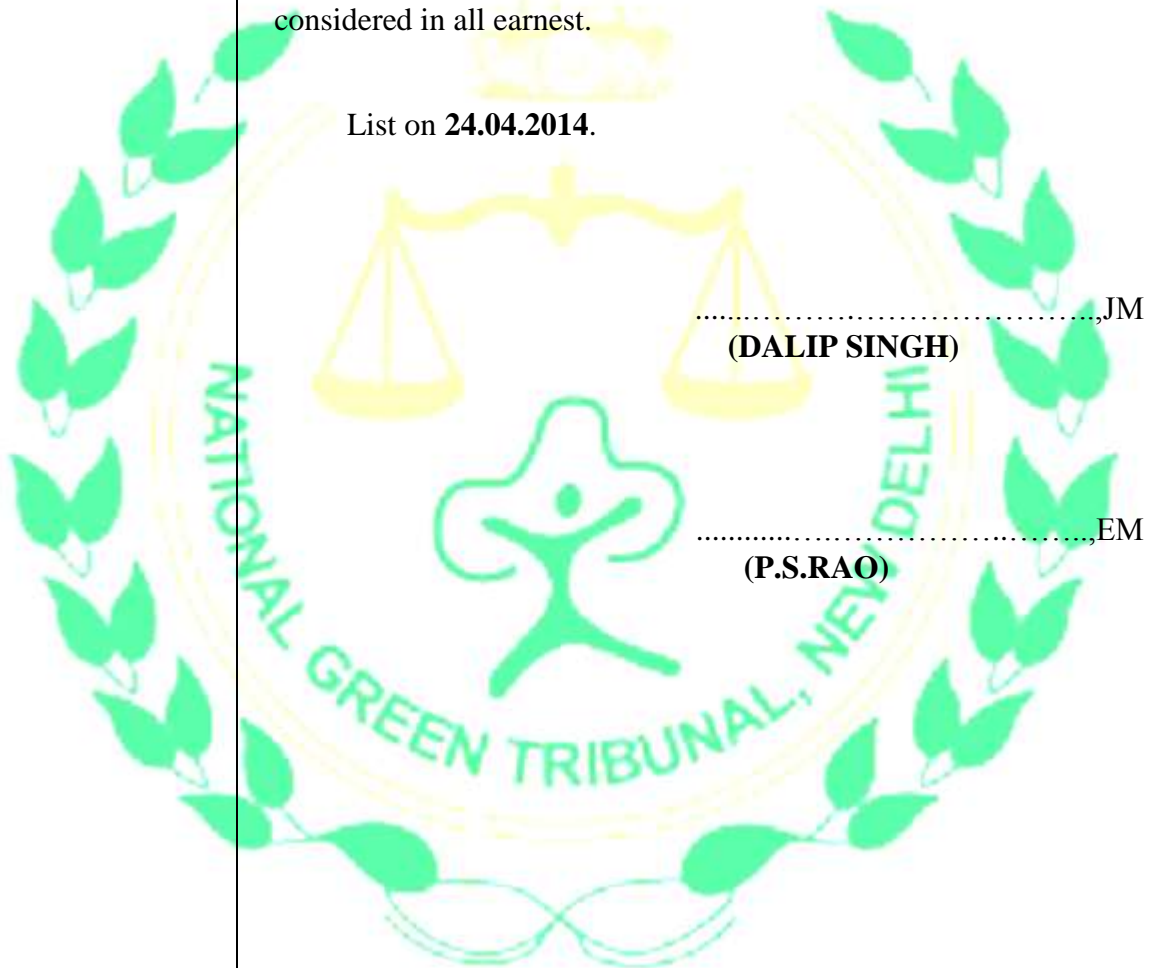 considered in all earnest.
List on 24.04.2014.
.......………..…………………..,JM
(DALIP SINGH)
............….………………..……..,EM
(P.S.RAO)
NATIONAL GREEN TRIBUNAL, NEW DELHI